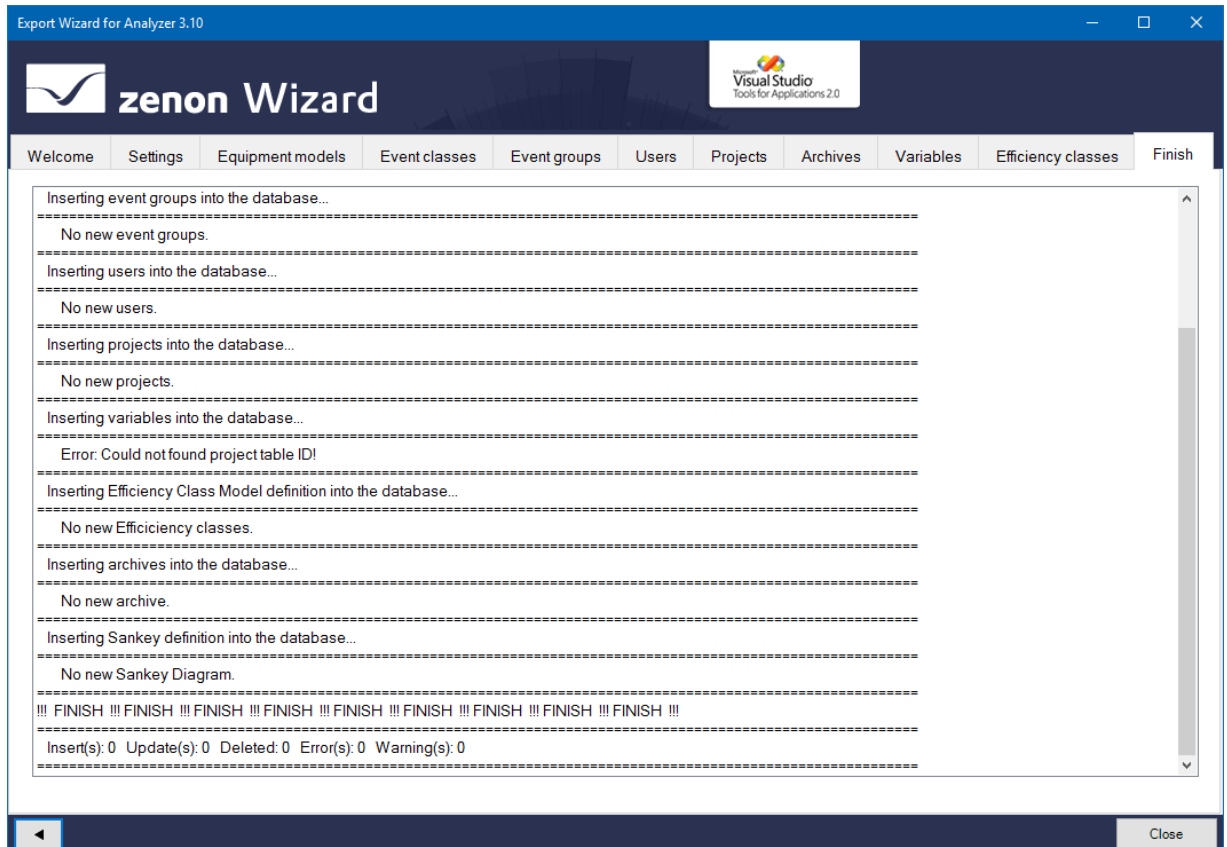 Export Wizard for Analyzer 3.10
zenon Wizard
Microsoft
Visual Studio
Tools for Applications 2.0
Welcome Settings Equipment models Event classes Event groups Users Projects Archives Variables Efficiency classes Finish
Inserting event groups into the database...
================================================================================================================
No new event groups.
================================================================================================================
Inserting users into the database...
================================================================================================================
No new users.
================================================================================================================
Inserting projects into the database...
================================================================================================================
No new projects.
================================================================================================================
Inserting variables into the database...
================================================================================================================
Error: Could not found project table ID!
================================================================================================================
Inserting Efficiency Class Model definition into the database...
================================================================================================================
No new Efficiciency classes.
================================================================================================================
Inserting archives into the database...
================================================================================================================
No new archive.
================================================================================================================
Inserting Sankey definition into the database...
================================================================================================================
No new Sankey Diagram.
================================================================================================================
!!! FINISH !!! FINISH !!! FINISH !!! FINISH !!! FINISH !!! FINISH !!! FINISH !!! FINISH !!! FINISH !!!
================================================================================================================
Insert(s): 0 Update(s): 0 Deleted: 0 Error(s): 0 Warning(s): 0
================================================================================================================
Close